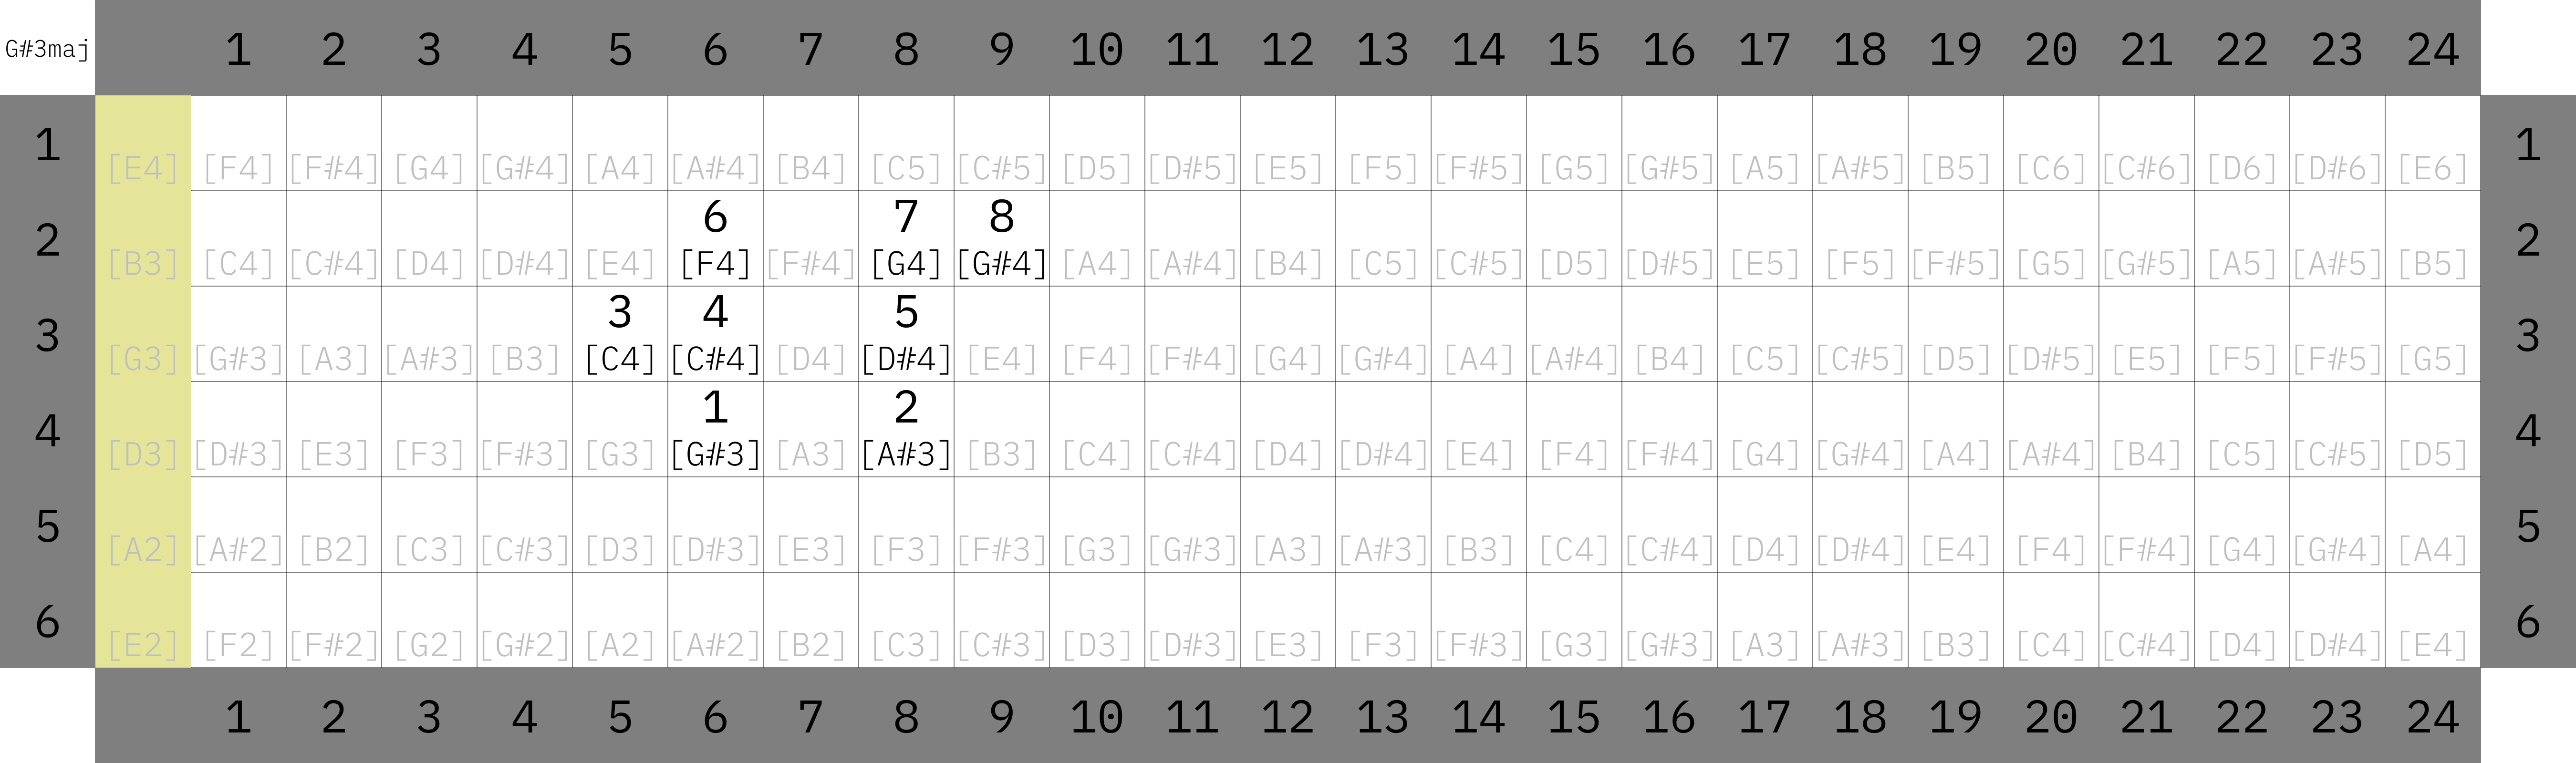 G#3maj 1 2 3 4 5 6 7 8 9 10 11 12 13 14 15 16 17 18 19 20 21 22 23 24
1 [E4] [F4] [F#4] [G4] [G#4] [A4] [A#4] [B4] [C5] [C#5] [D5] [D#5] [E5] [F5] [F#5] [G5] [G#5] [A5] [A#5] [B5] [C6] [C#6] [D6] [D#6] [E6] 1
6 7 8
2 [B3] [C4] [C#4] [D4] [D#4] [E4] [F4] [F#4] [G4] [G#4] [A4] [A#4] [B4] [C5] [C#5] [D5] [D#5] [E5] [F5] [F#5] [G5] [G#5] [A5] [A#5] [B5] 2
3 4 5
3 [G3] [G#3] [A3] [A#3] [B3] [C4] [C#4] [D4] [D#4] [E4] [F4] [F#4] [G4] [G#4] [A4] [A#4] [B4] [C5] [C#5] [D5] [D#5] [E5] [F5] [F#5] [G5] 3
1 2
4 [D3] [D#3] [E3] [F3] [F#3] [G3] [G#3] [A3] [A#3] [B3] [C4] [C#4] [D4] [D#4] [E4] [F4] [F#4] [G4] [G#4] [A4] [A#4] [B4] [C5] [C#5] [D5] 4
5 [A2] [A#2] [B2] [C3] [C#3] [D3] [D#3] [E3] [F3] [F#3] [G3] [G#3] [A3] [A#3] [B3] [C4] [C#4] [D4] [D#4] [E4] [F4] [F#4] [G4] [G#4] [A4] 5
6 [E2] [F2] [F#2] [G2] [G#2] [A2] [A#2] [B2] [C3] [C#3] [D3] [D#3] [E3] [F3] [F#3] [G3] [G#3] [A3] [A#3] [B3] [C4] [C#4] [D4] [D#4] [E4] 6
1 2 3 4 5 6 7 8 9 10 11 12 13 14 15 16 17 18 19 20 21 22 23 24